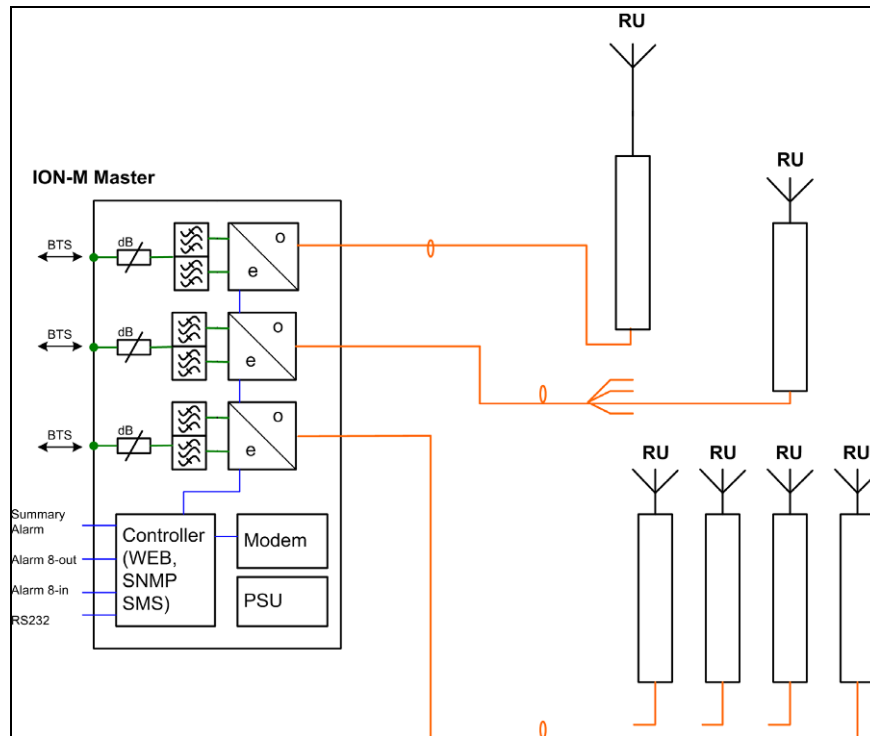 RU
RU
ION-M Master
BTS
dB
o
e
BTS
dB
o
e
BTS
dB
o
e
RU
RU
RU
RU
Summary
Alarm
Alarm 8-out
Alarm 8-in
RS232
Controller
(WEB,
SNMP
SMS)
Modem
PSU